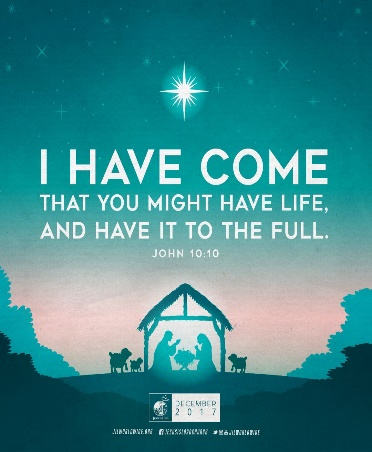 I HAVE COME
THAT YOU MIGHT HAVE LIFE,
AND HAVE IT TO THE FULL.
JOHN 10:10
DECEMBER
2017